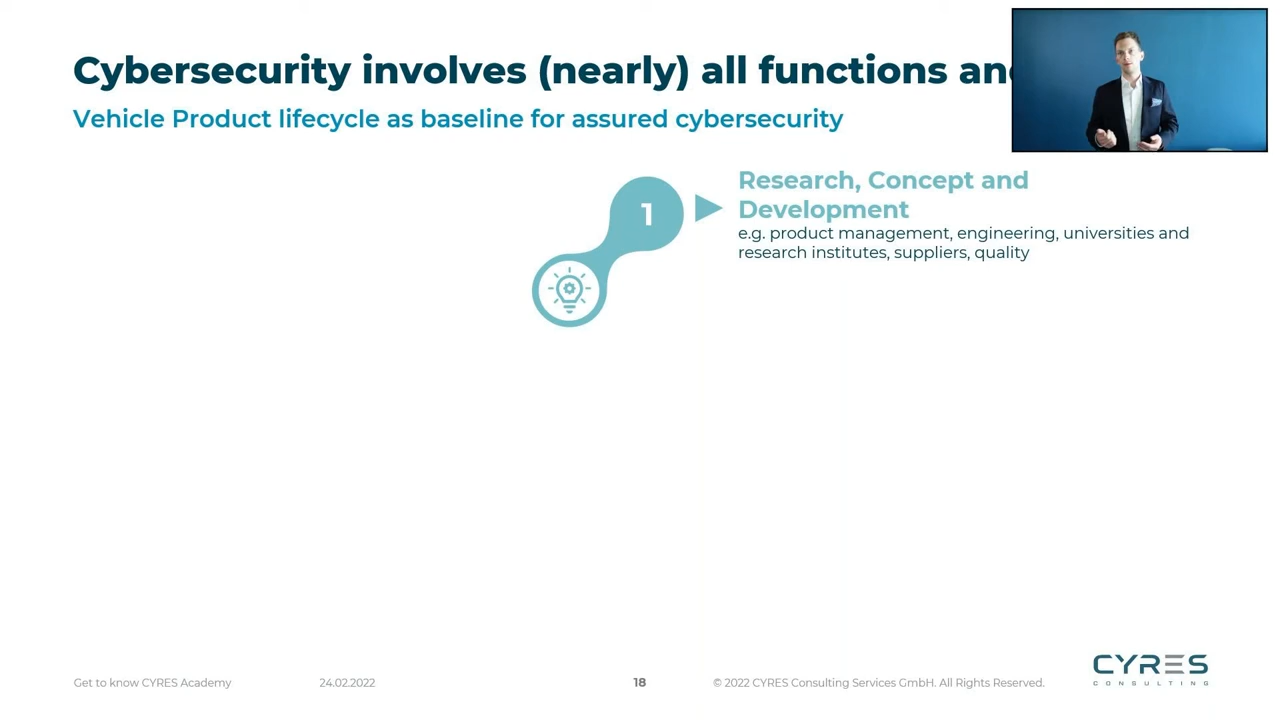 Cybersecurity involves (nearly) all functions
Vehicle Product lifecycle as baseline for assured cybersecurity
1
Research, Concept and
Development
e.g. product management, engineering, universities and
research institutes, suppliers, quality
Get to know CYRES Academy
24.02.2022
18
© 2022 CYRES Consulting Services GmbH. All Rights Reserved.
CYRES
CONSULTING